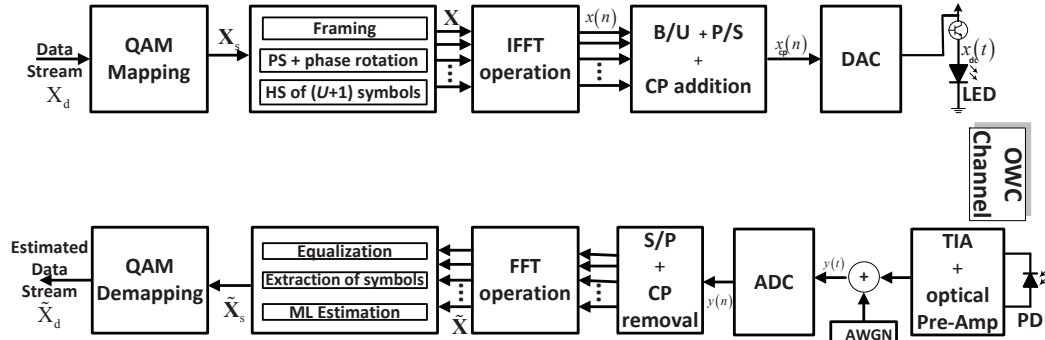 Data
Stream
X_d
QAM
Mapping
X_s
Framing
PS + phase rotation
HS of (U+1) symbols
X
IFFT
operation
x(n)
B/U + P/S
+
CP addition
x_cp(n)
DAC
x_dc(t)
LED
OWC
Channel
Estimated
Data
Stream
X̃_d
QAM
Demapping
X̃_s
Equalization
Extraction of symbols
ML Estimation
X̃
FFT
operation
S/P
+
CP
removal
y(n)
ADC
y(t)
+
AWGN
TIA
+
optical
Pre-Amp
PD